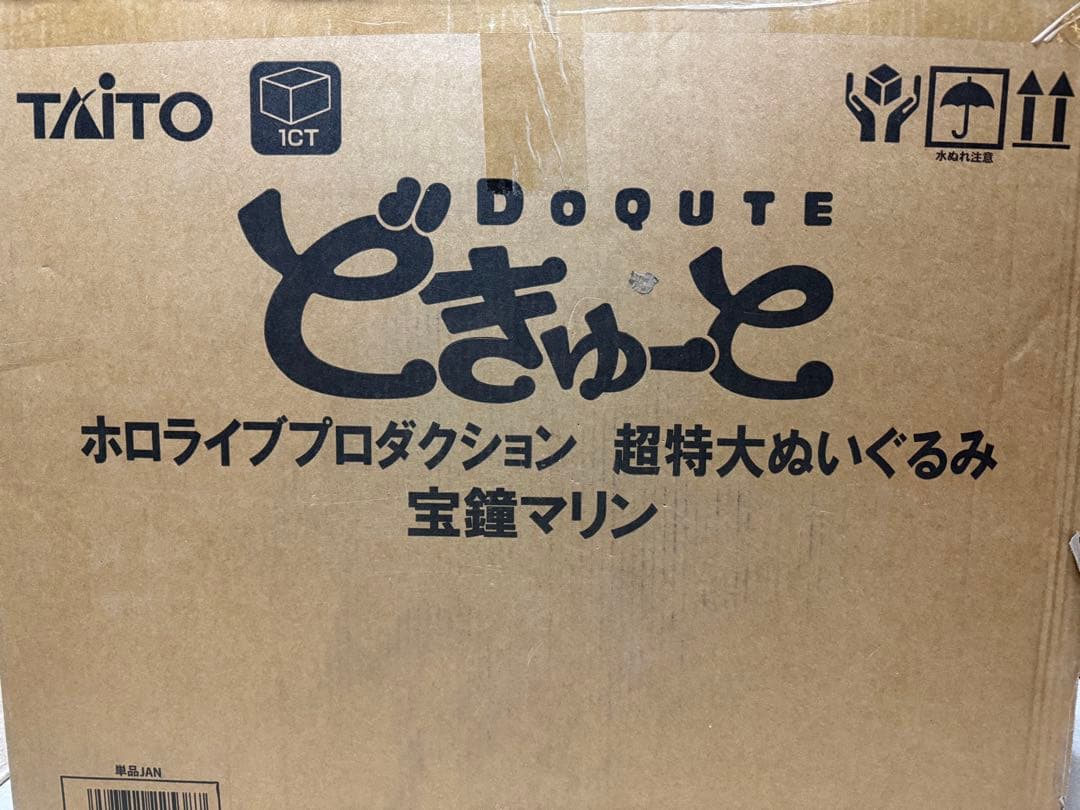 TAITO
1CT
水ぬれ注意
DOQUTE
どきゅーと
ホロライブプロダクション 超特大ぬいぐるみ
宝鐘マリン
単品JAN